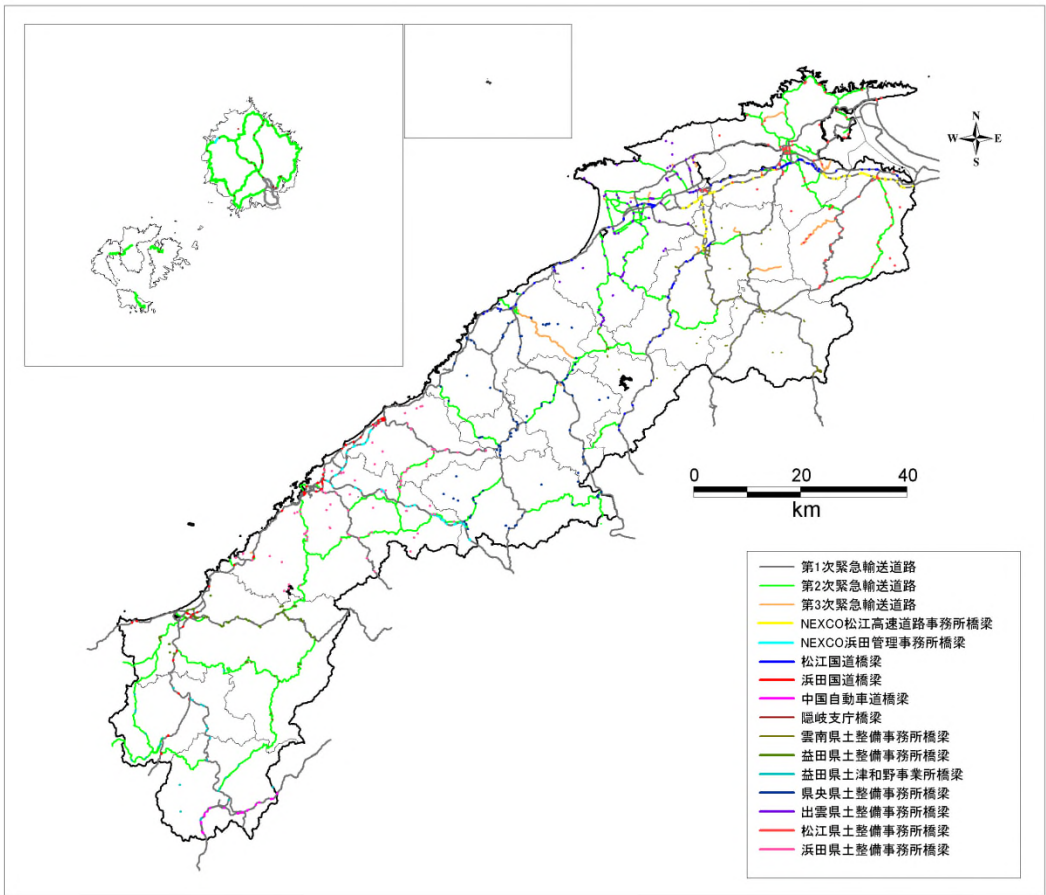 N
W E
S
0 20 40
km
第1次緊急輸送道路
第2次緊急輸送道路
第3次緊急輸送道路
NEXCO松江高速道路事務所橋梁
NEXCO浜田管理事務所橋梁
松江国道橋梁
浜田国道橋梁
中国自動車道橋梁
隠岐支庁橋梁
雲南県土整備事務所橋梁
益田県土整備事務所橋梁
益田県土津和野事業所橋梁
県央県土整備事務所橋梁
出雲県土整備事務所橋梁
松江県土整備事務所橋梁
浜田県土整備事務所橋梁